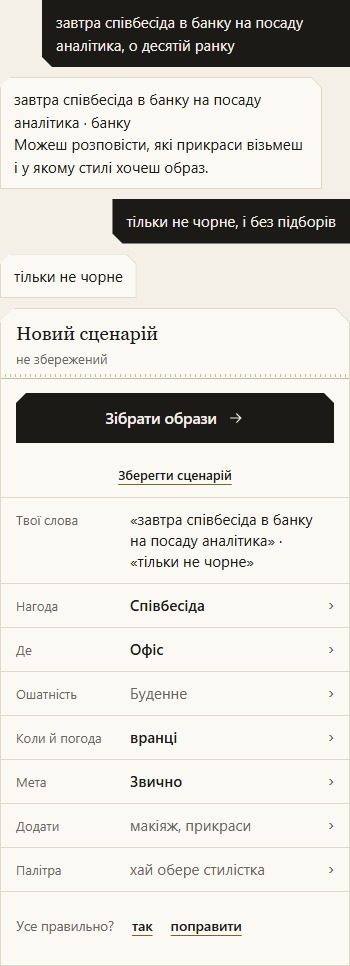 завтра співбесіда в банку на посаду
аналітика, о десятій ранку
завтра співбесіда в банку на посаду
аналітика · банку
Можеш розповісти, які прикраси візьмеш
і у якому стилі хочеш образ.
тільки не чорне, і без підборів
тільки не чорне
Новий сценарій
не збережений
Зібрати образи →
Зберегти сценарій
Твої слова «завтра співбесіда в банку
на посаду аналітика» ·
«тільки не чорне»
Нагода Співбесіда ›
Де Офіс ›
Ошатність Буденне ›
Коли й погода вранці ›
Мета Звично ›
Додати макіяж, прикраси ›
Палітра хай обере стилістка ›
Усе правильно? так поправити